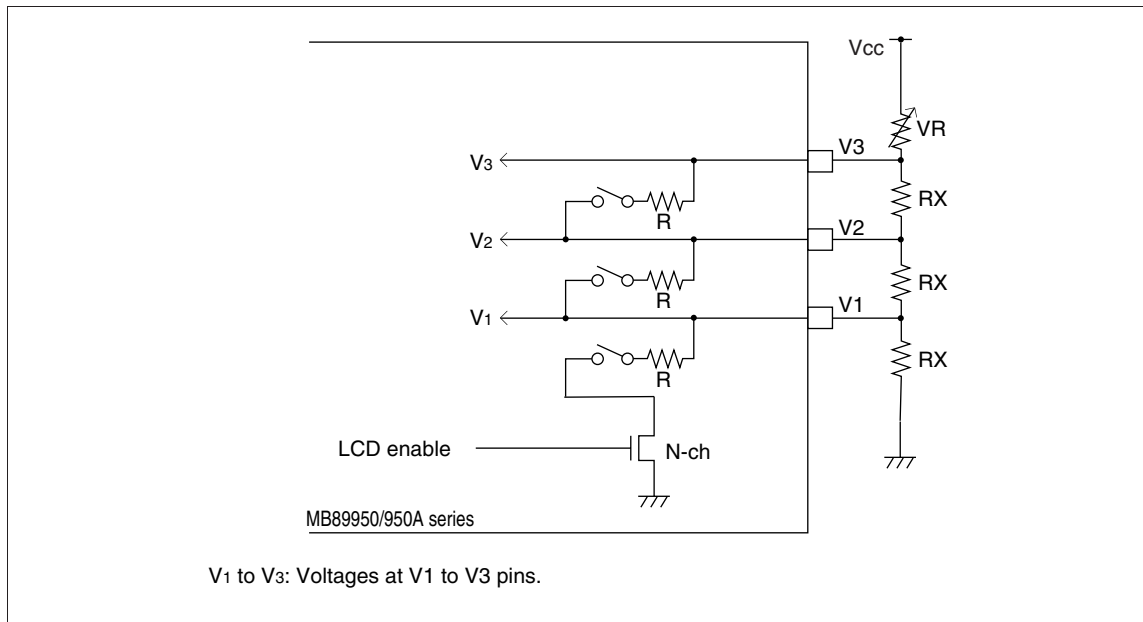 Vcc
VR
V3
V3
RX
R
V2
V2
RX
R
V1
V1
RX
R
LCD enable
N-ch
MB89950/950A series
V1 to V3: Voltages at V1 to V3 pins.